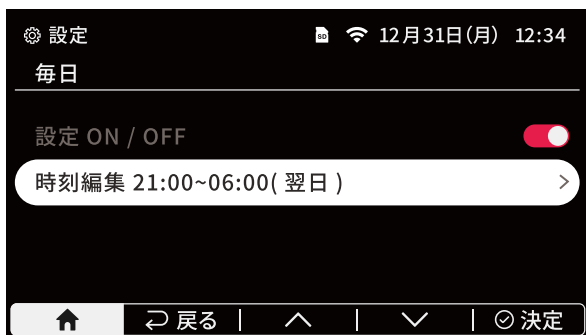 設定 SD 12月31日(月) 12:34
毎日
設定 ON / OFF
時刻編集 21:00~06:00( 翌日 )
戻る 決定